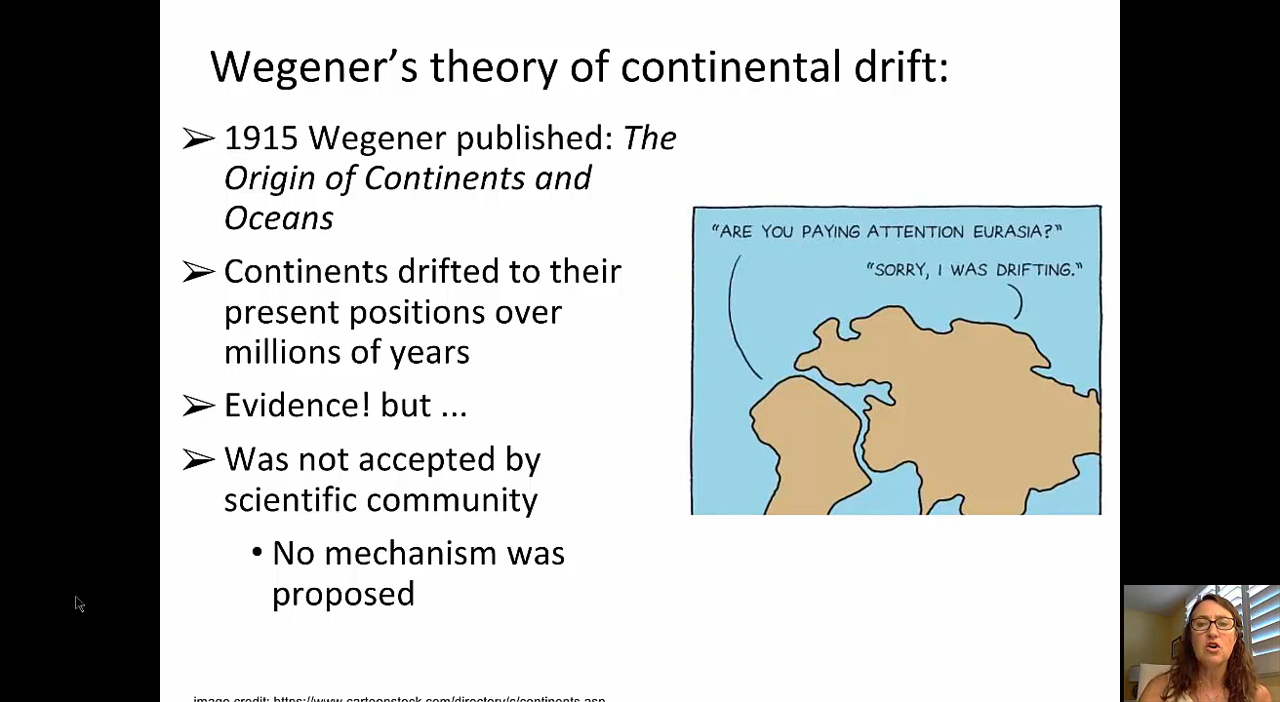 Wegener’s theory of continental drift:
➢ 1915 Wegener published: The
Origin of Continents and
Oceans
➢ Continents drifted to their
present positions over
millions of years
➢ Evidence! but ...
➢ Was not accepted by
scientific community
• No mechanism was
proposed
“ARE YOU PAYING ATTENTION EURASIA?”
“SORRY, I WAS DRIFTING.”
image credit: https://www.cartoonstock.com/directory/c/continents.asp